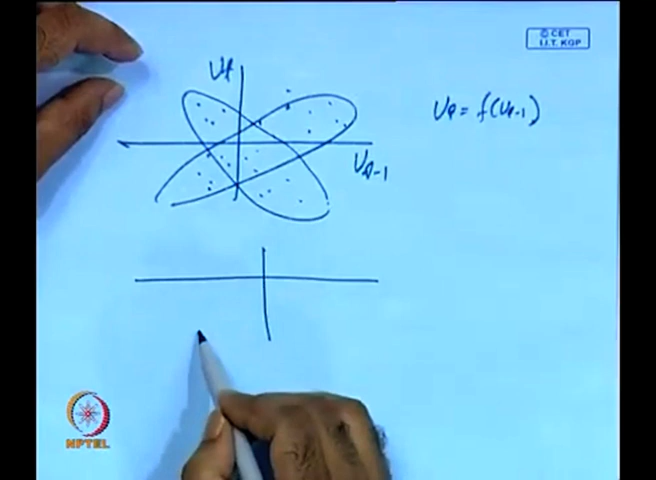 © CET
I.I.T. KGP
Ut
Ut-1
Ut = f(Ut-1)
NPTEL